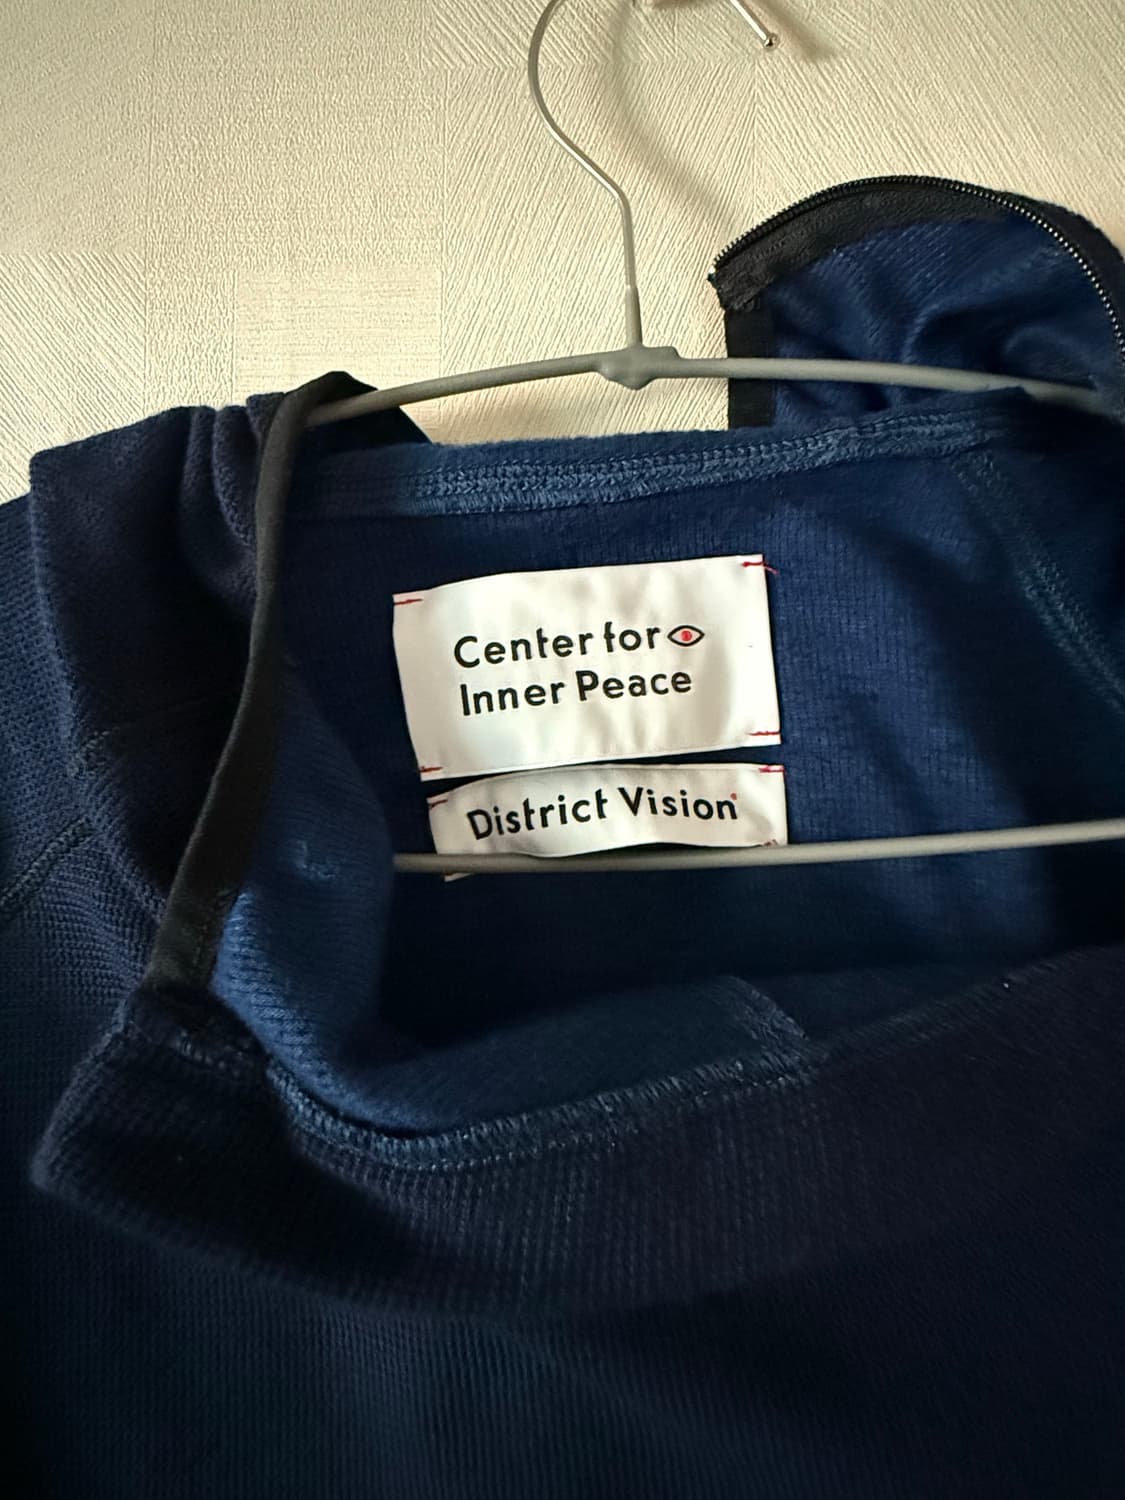 Center for
Inner Peace
District Vision